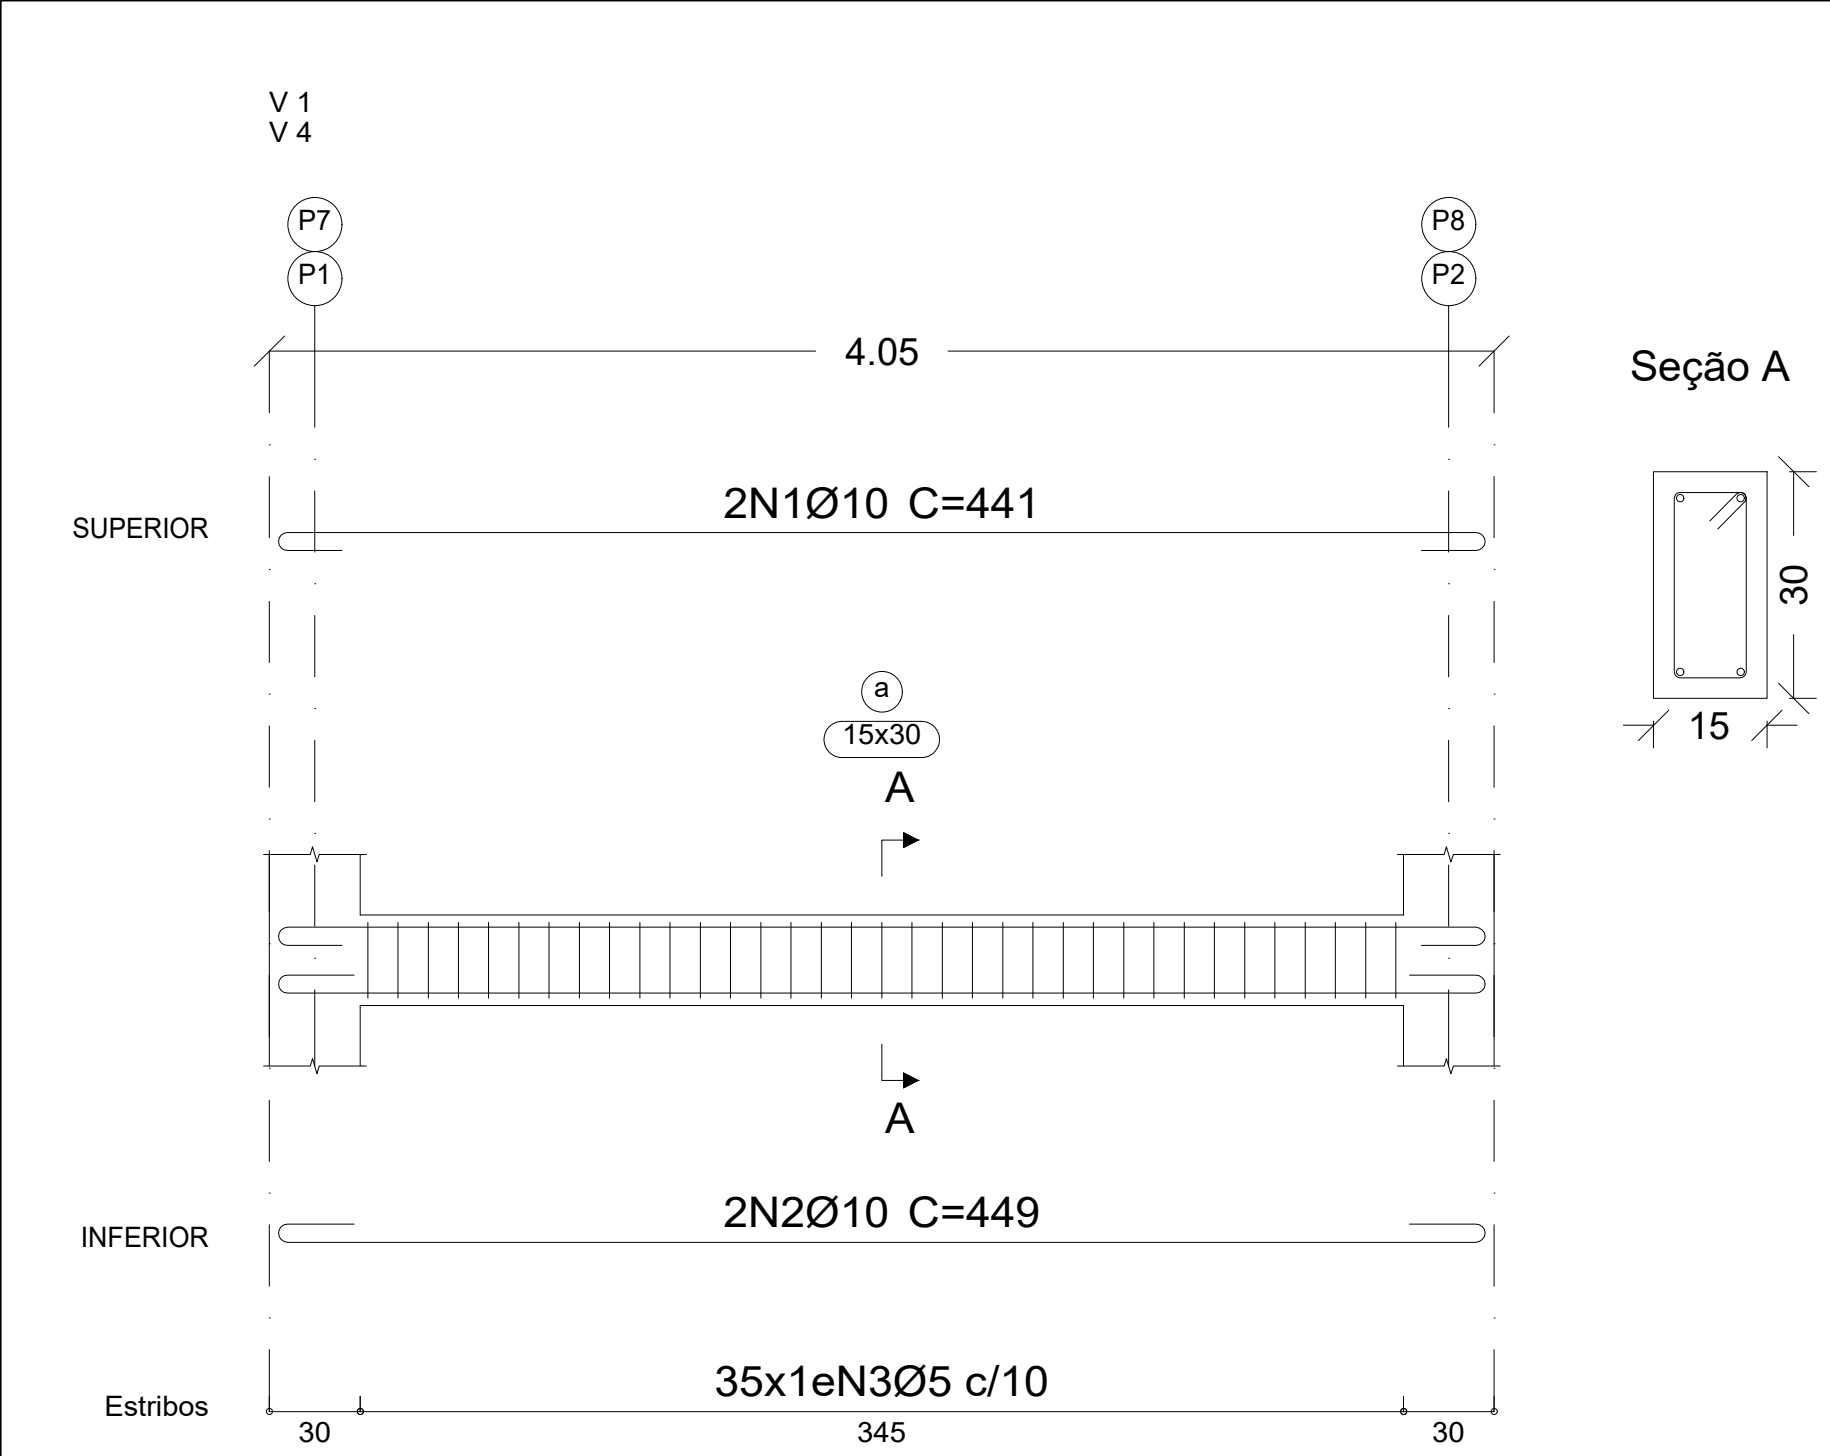 V 1
V 4
P7
P8
P1
P2
4.05
Seção A
2N1Ø10 C=441
SUPERIOR
30
a
15x30
15
A
A
2N2Ø10 C=449
INFERIOR
35x1eN3Ø5 c/10
Estribos
30
345
30